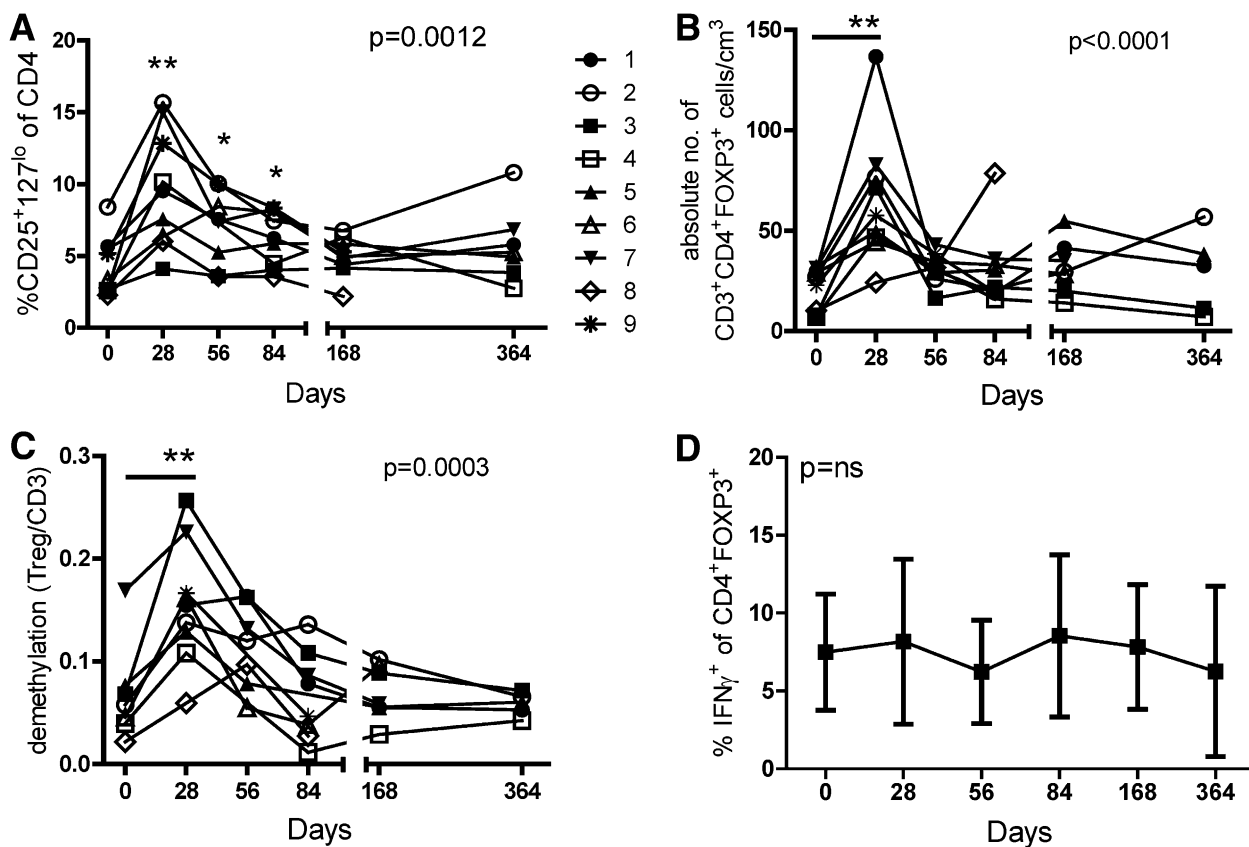 A
%CD25⁺127ˡᵒ of CD4
20
15
10
5
0
**
*
*
p=0.0012
0 28 56 84 168 364
Days
1
2
3
4
5
6
7
8
9
B
absolute no. of
CD3⁺CD4⁺FOXP3⁺ cells/cm³
150
100
50
0
**
p<0.0001
0 28 56 84 168 364
Days
C
demethylation (Treg/CD3)
0.3
0.2
0.1
0.0
**
p=0.0003
0 28 56 84 168 364
Days
D
% IFNγ⁺ of CD4⁺FOXP3⁺
20
15
10
5
0
p=ns
0 28 56 84 168 364
Days